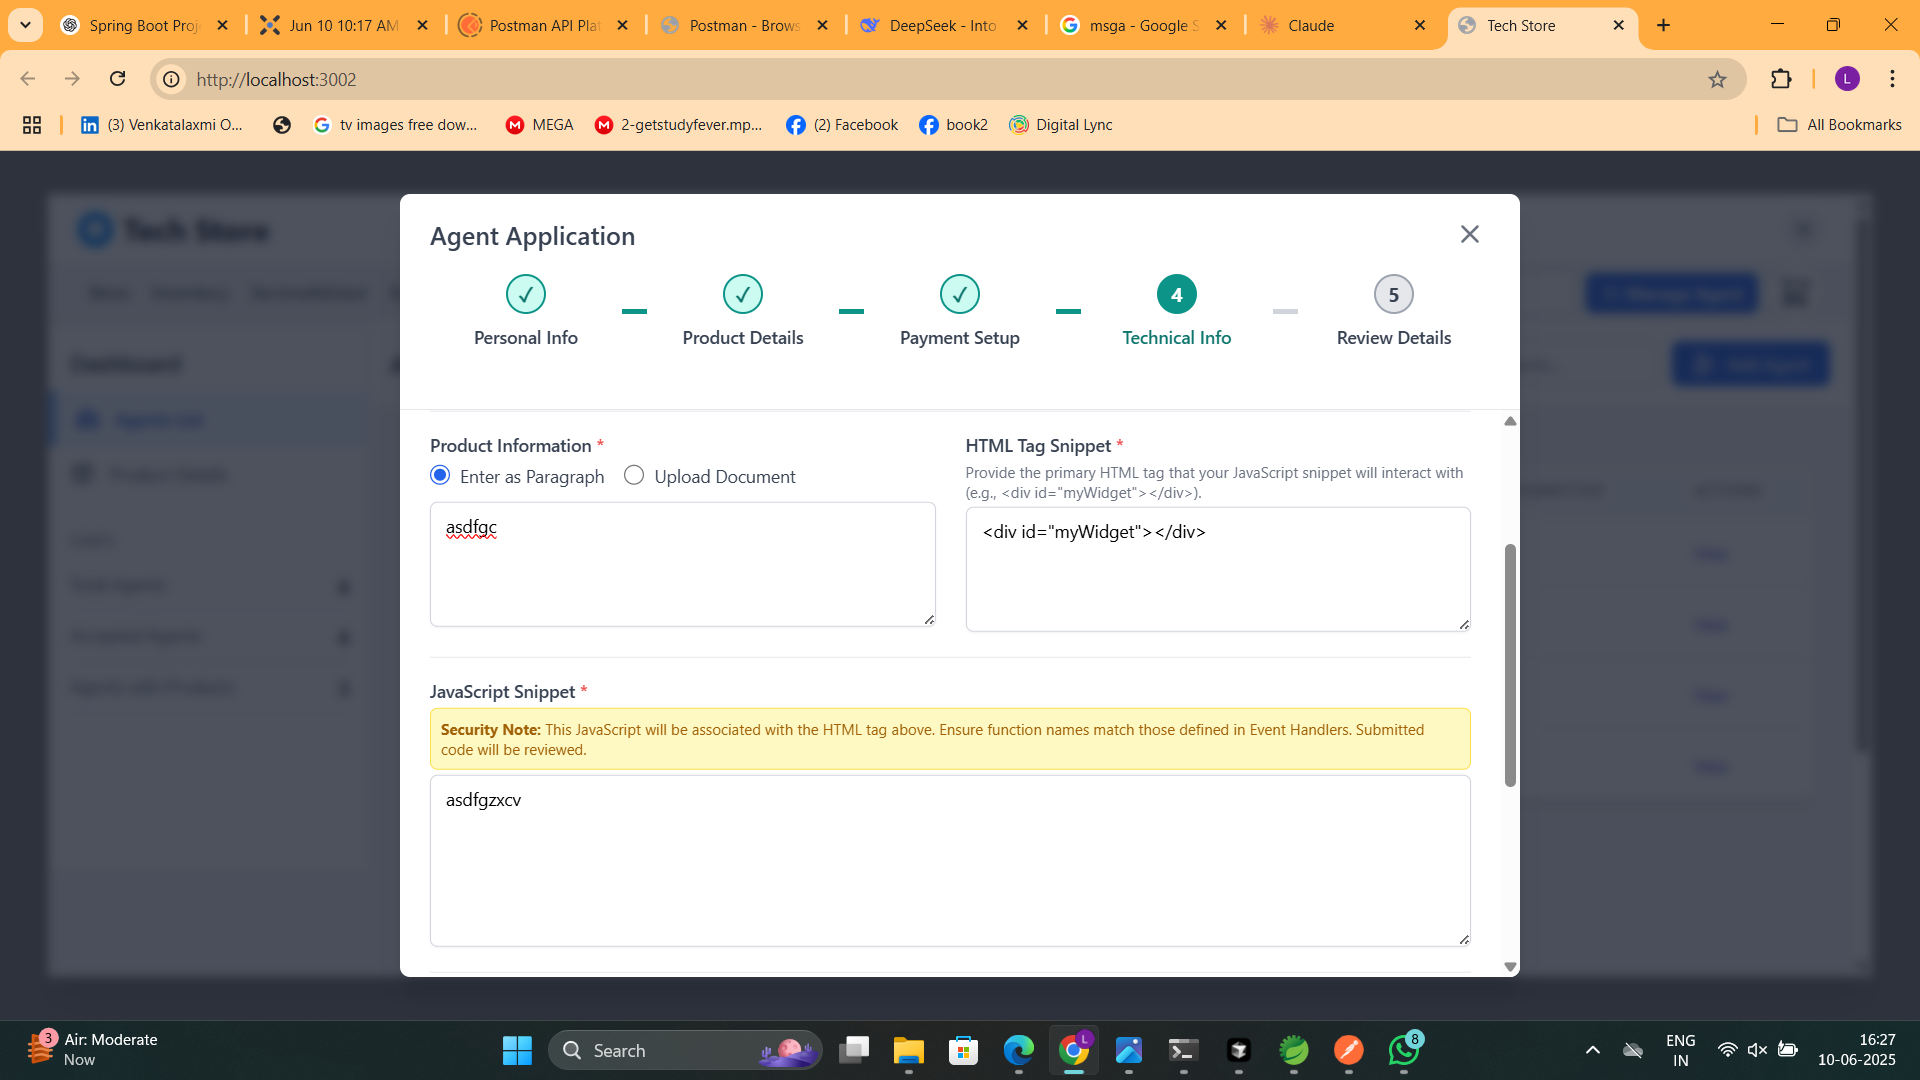 Spring Boot Proj
Jun 10 10:17 AM
Postman API Plat
Postman - Brows
DeepSeek - Into
msga - Google S
Claude
Tech Store
http://localhost:3002
L
(3) Venkatalaxmi O...
tv images free dow...
MEGA
2-getstudyfever.mp...
(2) Facebook
book2
Digital Lync
All Bookmarks
Tech Store
Agent Application
4
5
Personal Info
Product Details
Payment Setup
Technical Info
Review Details
Dashboard
Agents List
Product Details
Product Information *
Enter as Paragraph
Upload Document
asdfgc
HTML Tag Snippet *
Provide the primary HTML tag that your JavaScript snippet will interact with
(e.g., <div id="myWidget"></div>).
<div id="myWidget"></div>
JavaScript Snippet *
Security Note: This JavaScript will be associated with the HTML tag above. Ensure function names match those defined in Event Handlers. Submitted
code will be reviewed.
asdfgzxcv
3
Air: Moderate
Now
Search
L
8
ENG
IN
16:27
10-06-2025